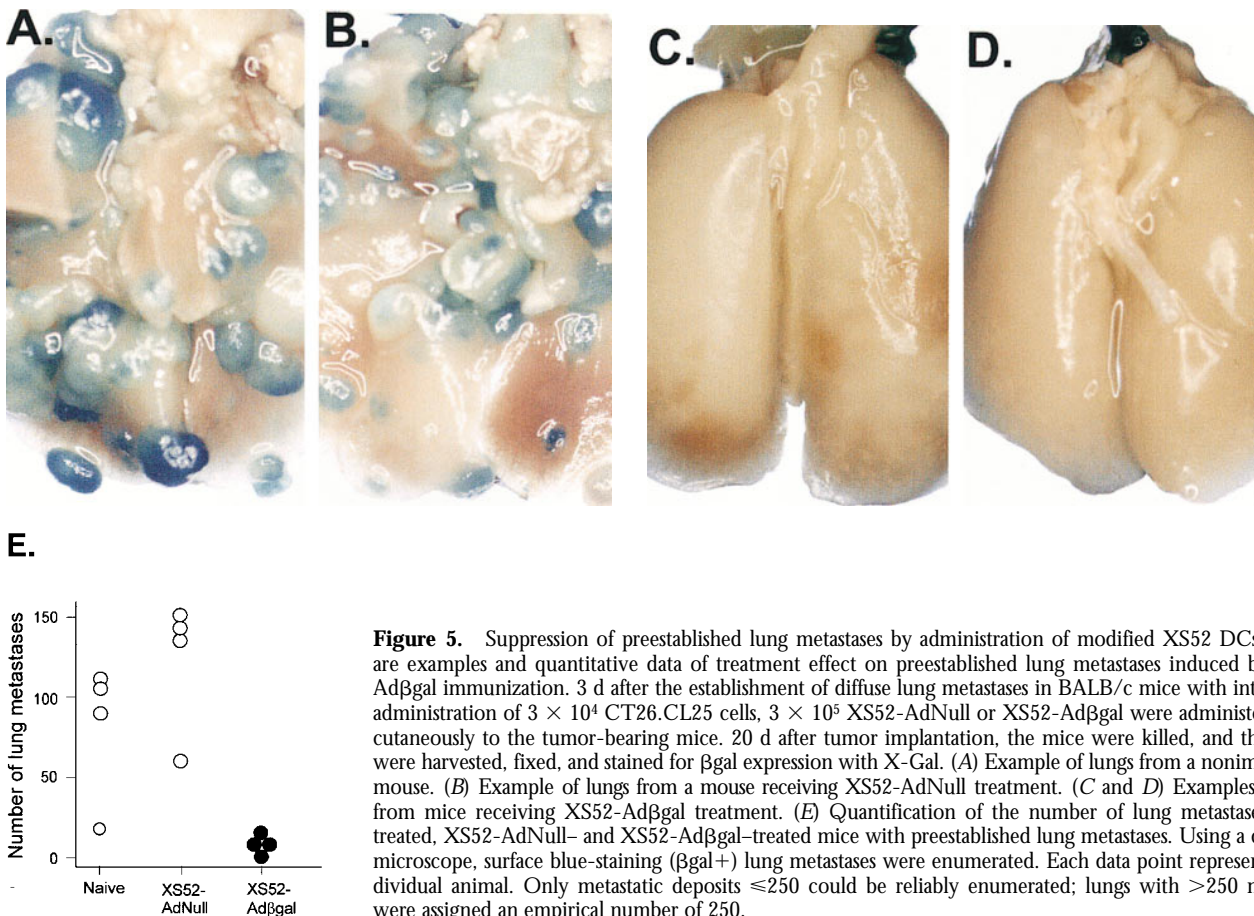 A.
B.
C.
D.
E.
Number of lung metastases
150
100
50
0
Naive
XS52-
AdNull
XS52-
Adβgal
Figure 5. Suppression of preestablished lung metastases by administration of modified XS52 DCs
are examples and quantitative data of treatment effect on preestablished lung metastases induced
Adβgal immunization. 3 d after the establishment of diffuse lung metastases in BALB/c mice with
administration of 3 × 10⁴ CT26.CL25 cells, 3 × 10⁵ XS52-AdNull or XS52-Adβgal were
cutaneously to the tumor-bearing mice. 20 d after tumor implantation, the mice were killed, and
were harvested, fixed, and stained for βgal expression with X-Gal. (A) Example of lungs from a
mouse. (B) Example of lungs from a mouse receiving XS52-AdNull treatment. (C and D) Examples
from mice receiving XS52-Adβgal treatment. (E) Quantification of the number of lung
treated, XS52-AdNull– and XS52-Adβgal–treated mice with preestablished lung metastases. Using a
microscope, surface blue-staining (βgal+) lung metastases were enumerated. Each data point
dividual animal. Only metastatic deposits ≤250 could be reliably enumerated; lungs with >250
were assigned an empirical number of 250.